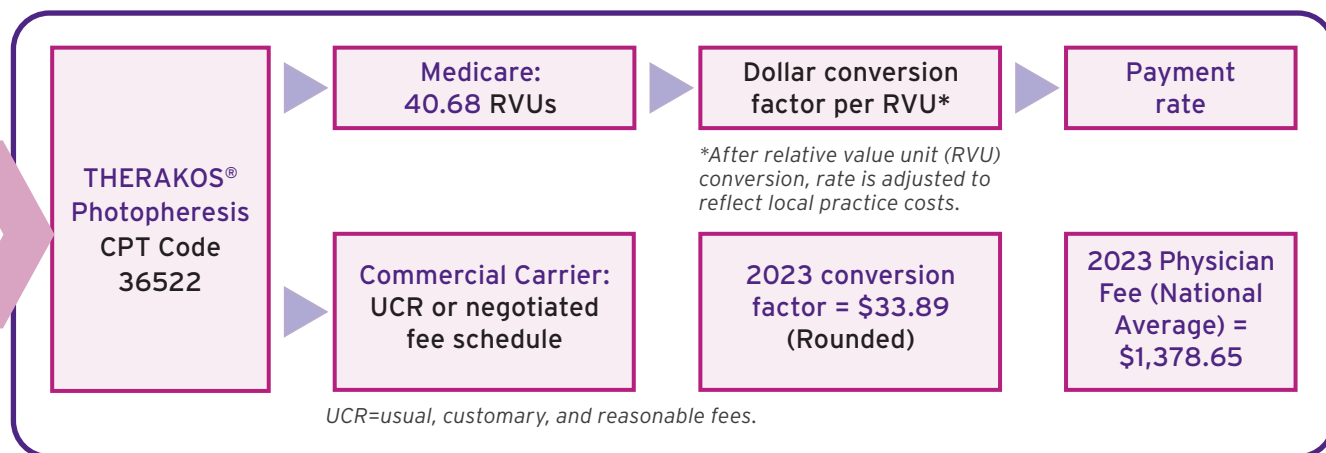 THERAKOS®
Photopheresis
CPT Code
36522
Medicare:
40.68 RVUs
Dollar conversion
factor per RVU*
Payment
rate
*After relative value unit (RVU)
conversion, rate is adjusted to
reflect local practice costs.
Commercial Carrier:
UCR or negotiated
fee schedule
2023 conversion
factor = $33.89
(Rounded)
2023 Physician
Fee (National
Average) =
$1,378.65
UCR=usual, customary, and reasonable fees.